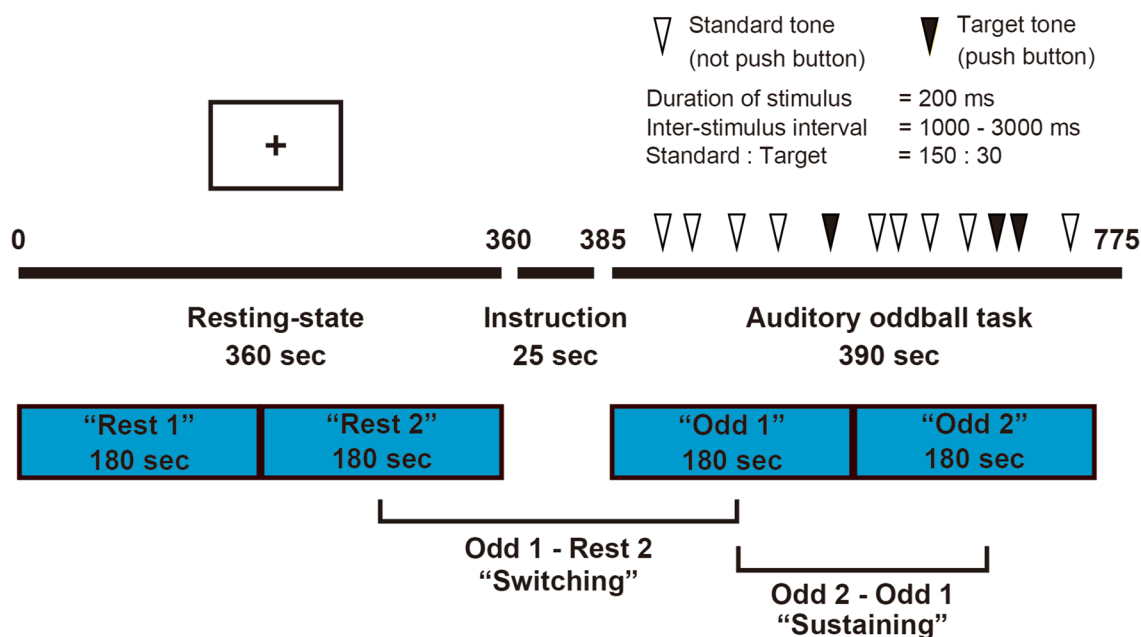 Standard tone
(not push button)
Target tone
(push button)
Duration of stimulus = 200 ms
Inter-stimulus interval = 1000 - 3000 ms
Standard : Target = 150 : 30
+
0 360 385 775
Resting-state
360 sec
Instruction
25 sec
Auditory oddball task
390 sec
“Rest 1”
180 sec
“Rest 2”
180 sec
“Odd 1”
180 sec
“Odd 2”
180 sec
Odd 1 - Rest 2
“Switching”
Odd 2 - Odd 1
“Sustaining”